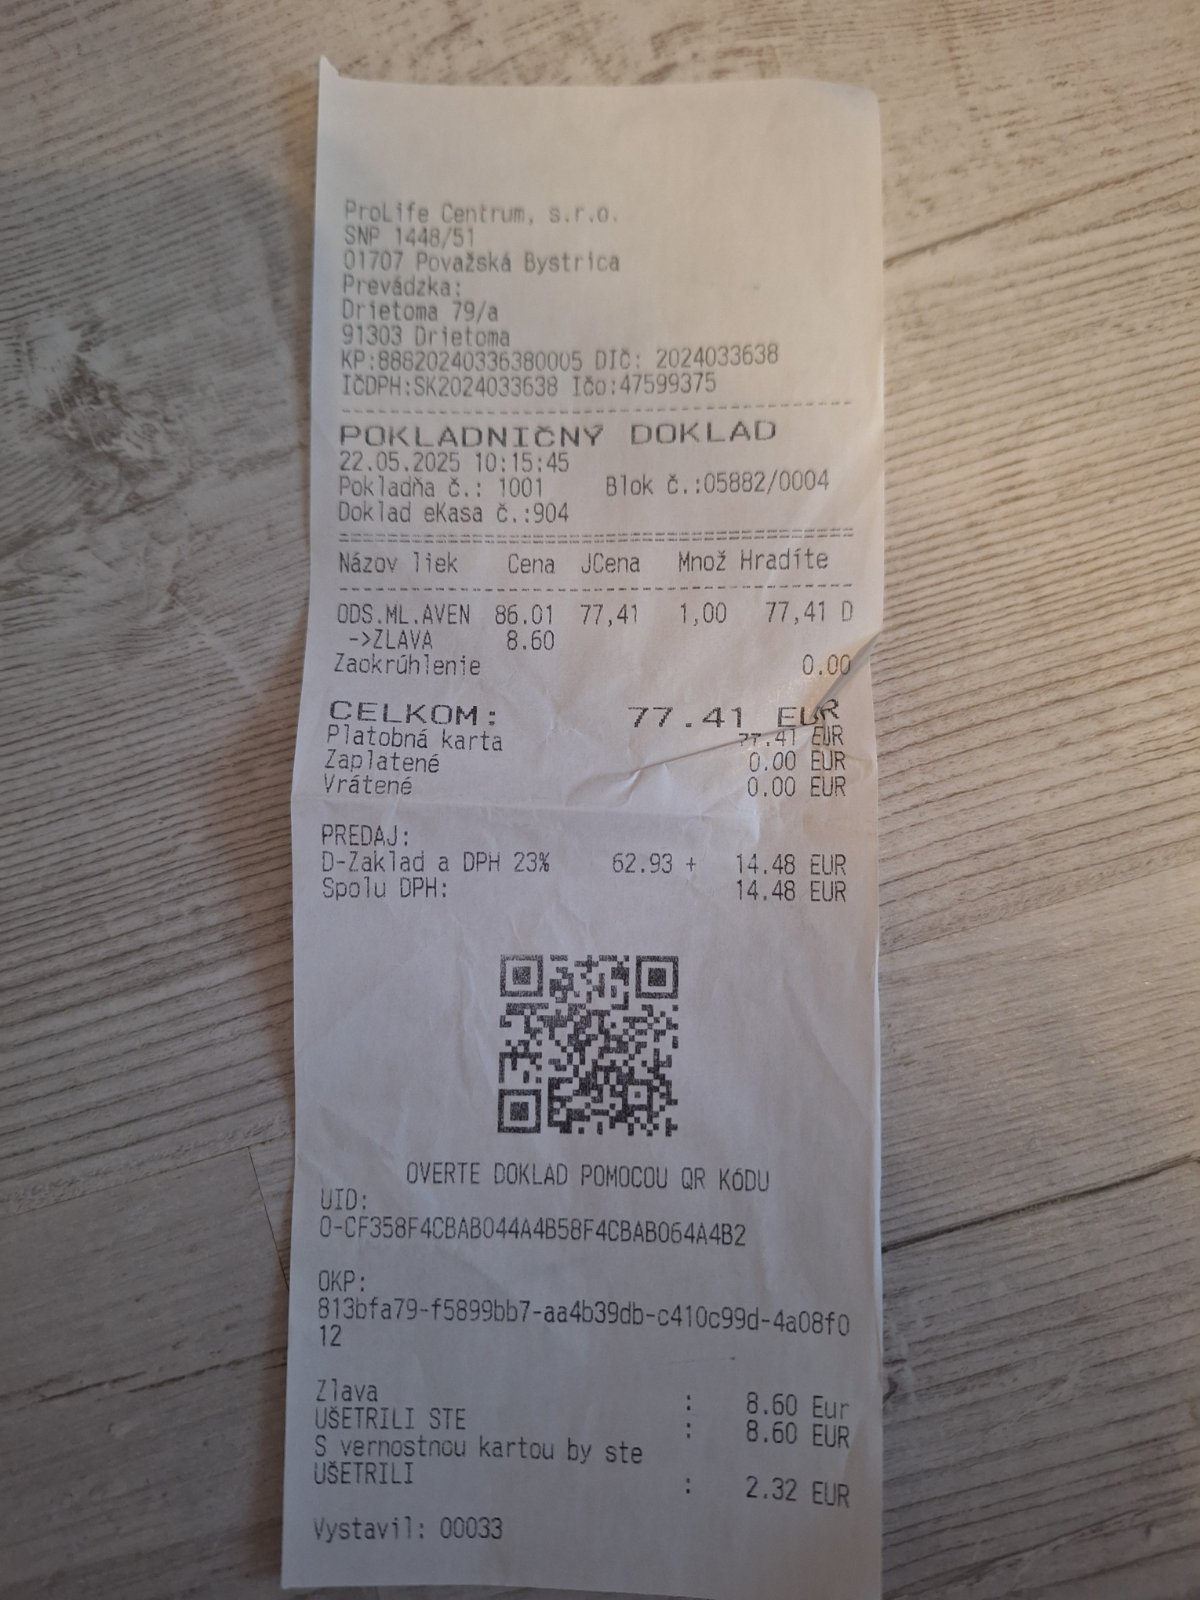 ProLife Centrum, s.r.o.
SNP 1448/51
01707 Považská Bystrica
Prevádzka:
Drietoma 79/a
91303 Drietoma
KP:88820240336380005 DIČ: 2024033638
IČDPH:SK2024033638 Ičo:47599375
POKLADNIČNÝ DOKLAD
22.05.2025 10:15:45
Pokladňa č.: 1001 Blok č.:05882/0004
Doklad eKasa č.:904
Názov liek Cena JCena Množ Hradíte
ODS.ML.AVEN 86.01 77,41 1,00 77,41 D
->ZLAVA 8.60
Zaokrúhlenie 0.00
CELKOM: 77.41 EUR
Platobná karta 77.41 EUR
Zaplatené 0.00 EUR
Vrátené 0.00 EUR
PREDAJ:
D-Zaklad a DPH 23% 62.93 + 14.48 EUR
Spolu DPH: 14.48 EUR
OVERTE DOKLAD POMOCOU QR KóDU
UID:
O-CF358F4CBAB044A4B58F4CBAB064A4B2
OKP:
813bfa79-f5899bb7-aa4b39db-c410c99d-4a08f0
12
Zlava : 8.60 Eur
UŠETRILI STE : 8.60 EUR
S vernostnou kartou by ste
UŠETRILI : 2.32 EUR
Vystavil: 00033